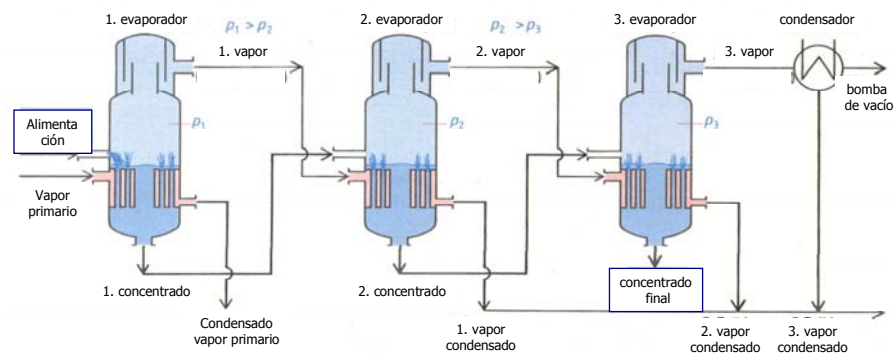 1. evaporador
p₁ > p₂
2. evaporador
p₂ > p₃
3. evaporador
condensador
1. vapor
2. vapor
3. vapor
bomba
de vacío
p₁
p₂
p₃
Alimenta
ción
Vapor
primario
1. concentrado
2. concentrado
concentrado
final
Condensado
vapor primario
1. vapor
condensado
2. vapor
condensado
3. vapor
condensado